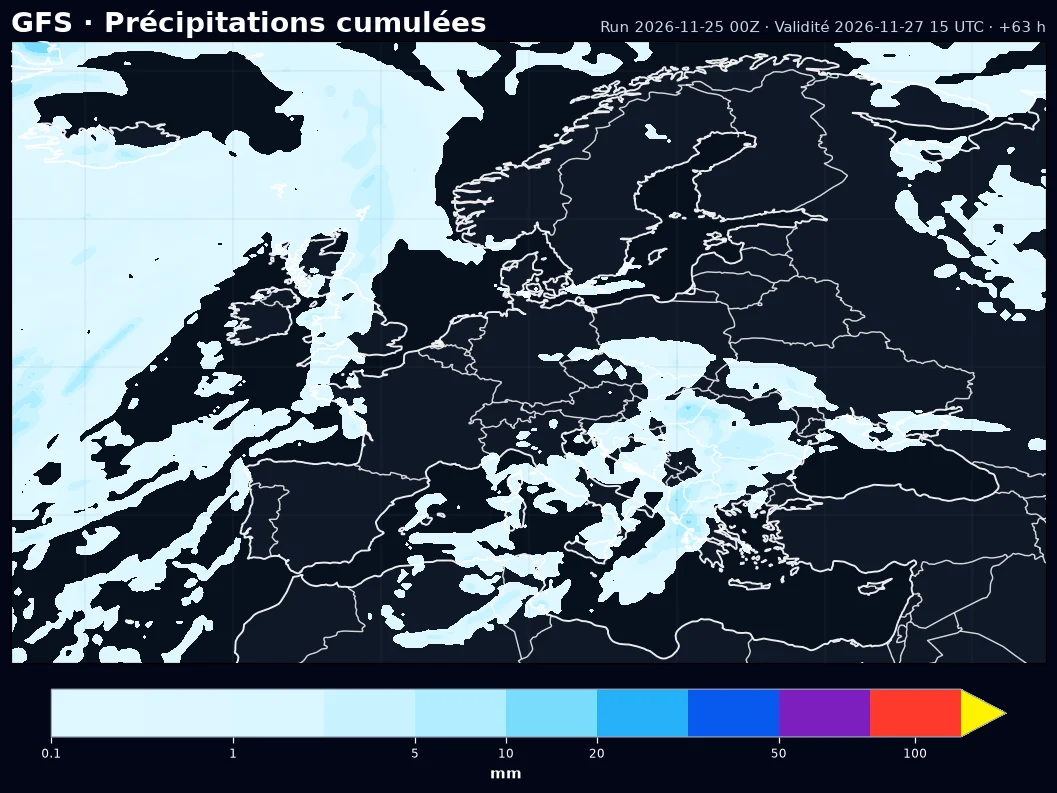 GFS · Précipitations cumulées
Run 2026-11-25 00Z · Validité 2026-11-27 15 UTC · +63 h
0.1 1 5 10 20 50 100
mm